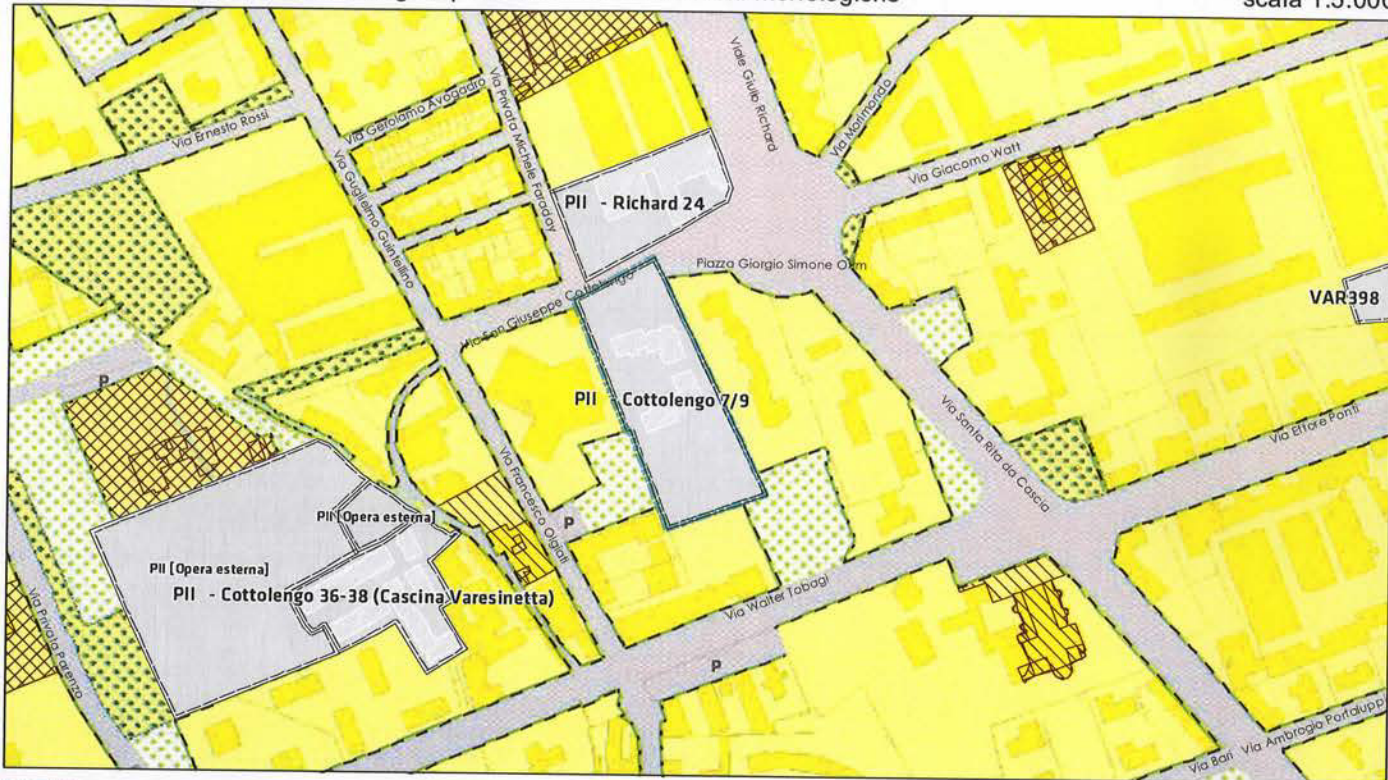 morfologiche
scala 1:5.000
Viale Giulio Richard
Via Morimondo
Via Giacomo Watt
Via Privata Michele Faraday
Via Gerolamo Avogadro
Via Ernesto Rossi
Via Guglielmo Guintellino
PII - Richard 24
Piazza Giorgio Simone Ohm
VAR398
Via San Giuseppe Cottolengo
PII Cottolengo 7/9
P
Via Santa Rita da Cascia
Via Ettore Ponti
Via Francesco Olgiati
PII [Opera esterna]
P
PII [Opera esterna]
PII - Cottolengo 36-38 (Cascina Varesinetta)
Via Walter Tobagi
Via Privata Parenzo
P
Via Bari
Via Ambrogio Portaluppi